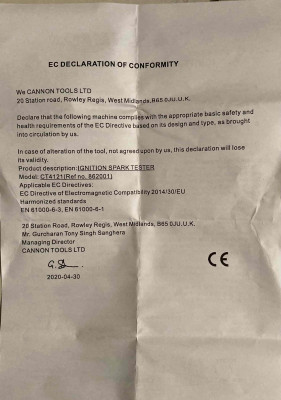 EC DECLARATION OF CONFORMITY
We CANNON TOOLS LTD
20 Station road, Rowley Regis, West Midlands,B65 0JU.U.K.
Declare that the following machine complies with the appropriate basic safety and
health requirements of the EC Directive based on its design and type, as brought
into circulation by us.
In case of alteration of the tool, not agreed upon by us, this declaration will lose
its validity.
Product description:IGNITION SPARK TESTER
Model: CT4121(Ref no. 862001)
Applicable EC Directives:
EC Directive of Electromagnetic Compatibility 2014/30/EU
Harmonized standards
EN 61000-6-3, EN 61000-6-1
20 Station road, Rowley Regis, West Midlands, B65 0JU.U.K.
Mr. Gurcharan Tony Singh Sanghera
Managing Director
CANNON TOOLS LTD
CE
2020-04-30